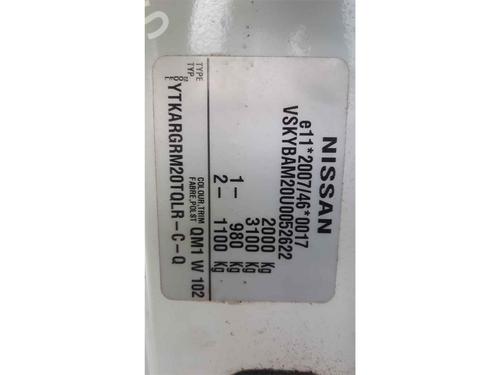 NISSAN
e11*2007/46*0017
VSKYBAM20U0052622
2000 Kg
3100 Kg
1- 980 Kg
2- 1100 Kg
COLOUR,TRIM
FARBE,POLST QM1 W 102
TYPE
TYP YTKARGRM20TQLR-C-Q